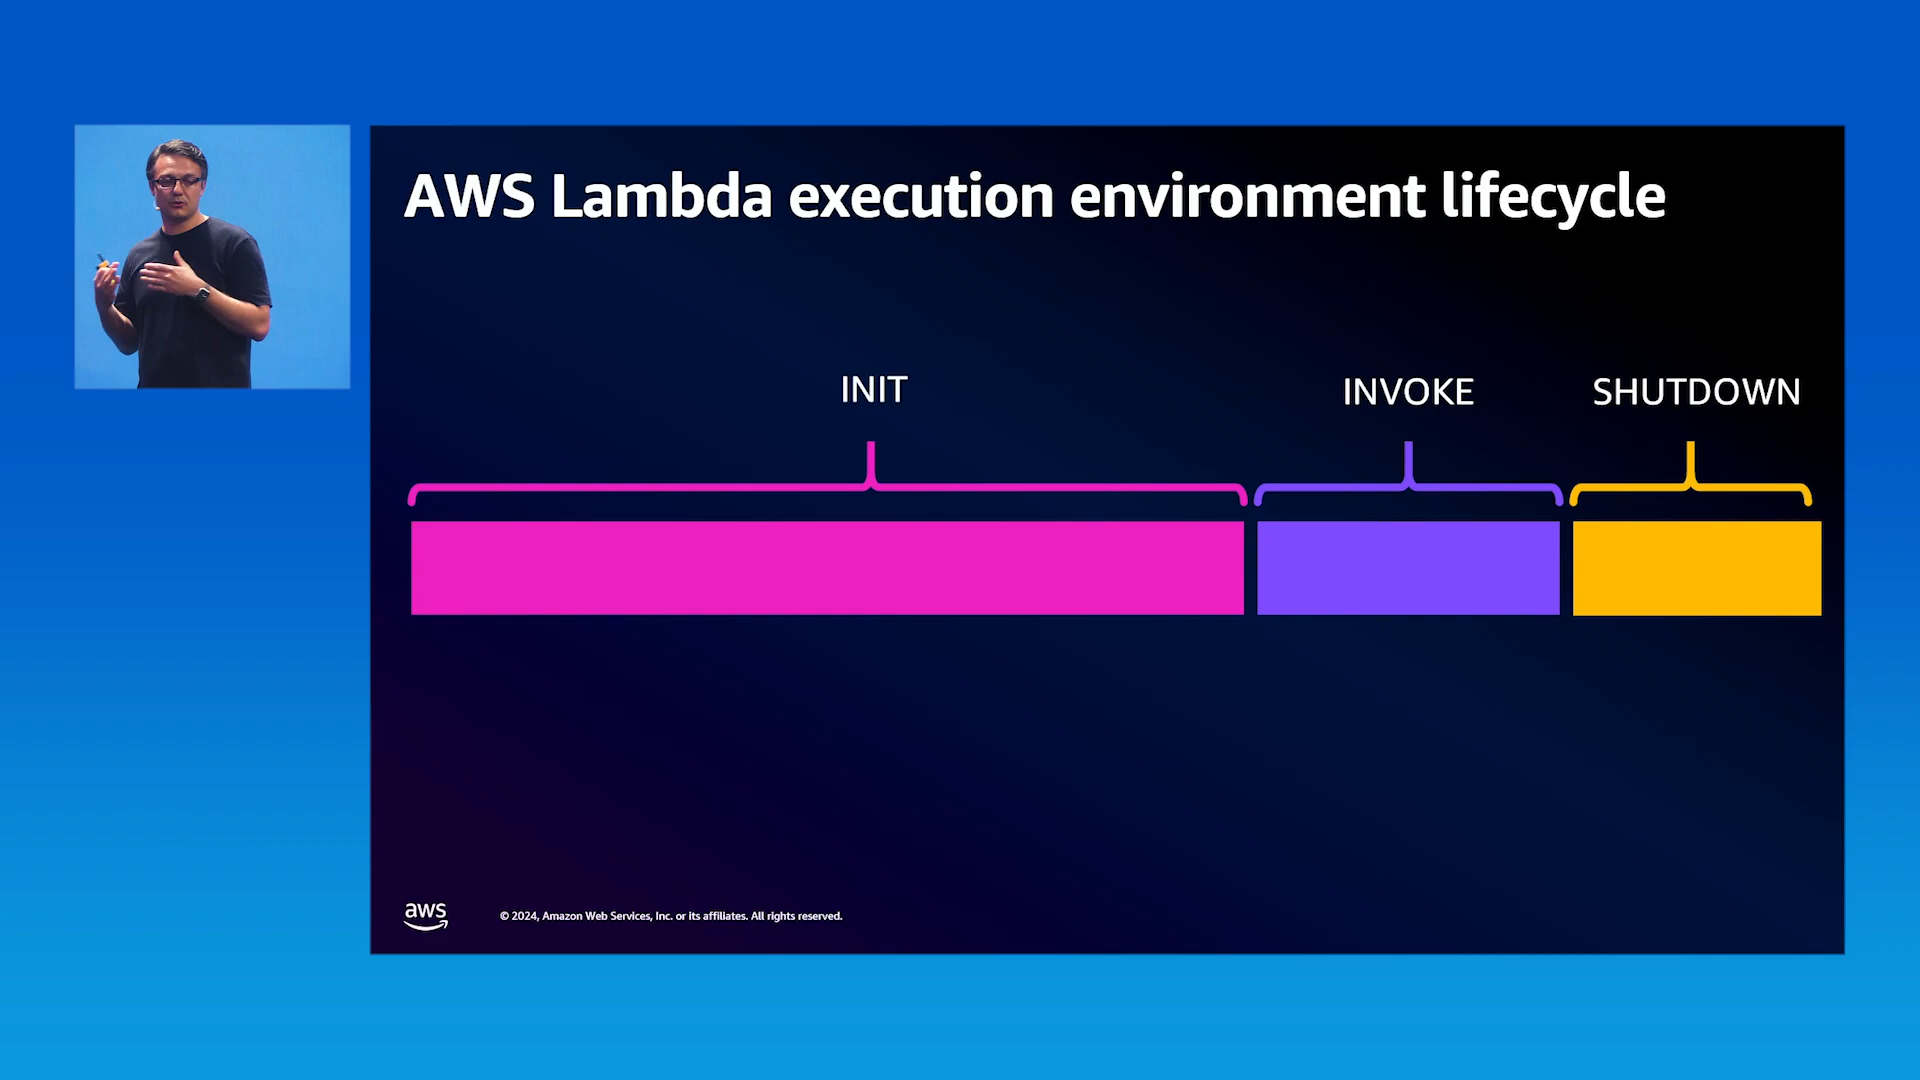 AWS Lambda execution environment lifecycle
INIT
INVOKE
SHUTDOWN
aws
© 2024, Amazon Web Services, Inc. or its affiliates. All rights reserved.